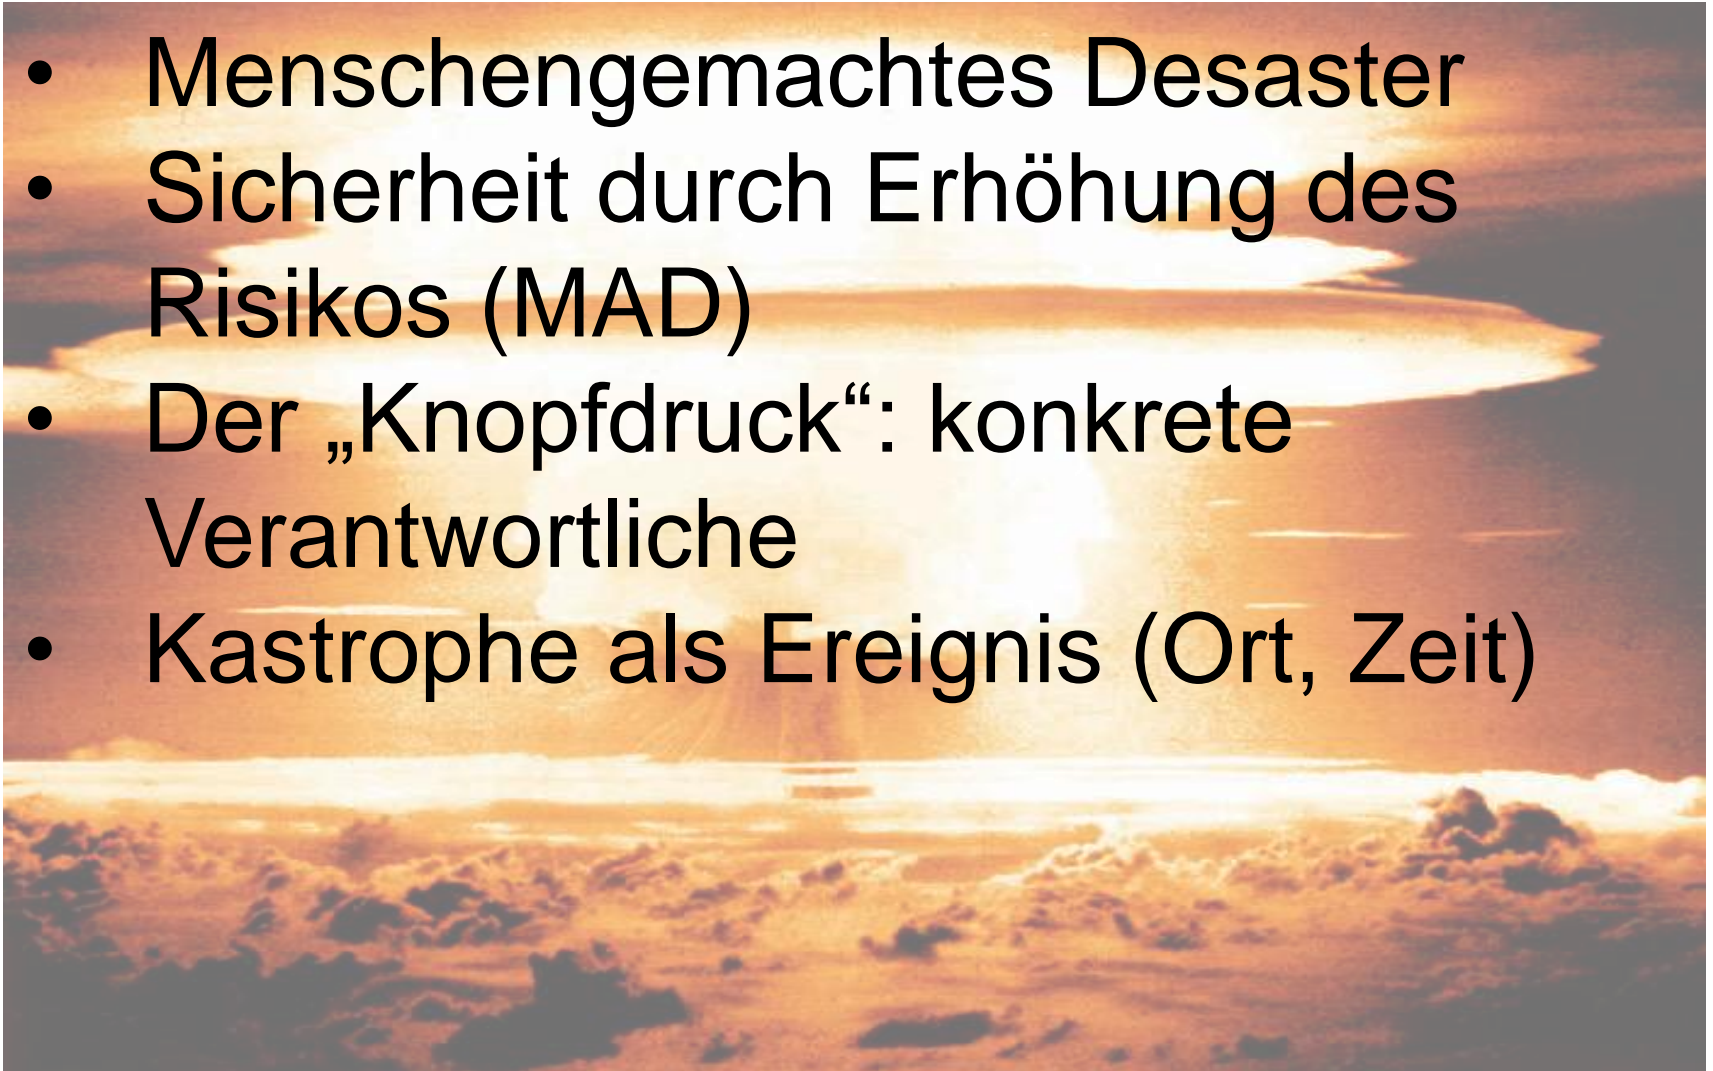 • Menschengemachtes Desaster
• Sicherheit durch Erhöhung des
Risikos (MAD)
• Der „Knopfdruck“: konkrete
Verantwortliche
• Kastrophe als Ereignis (Ort, Zeit)